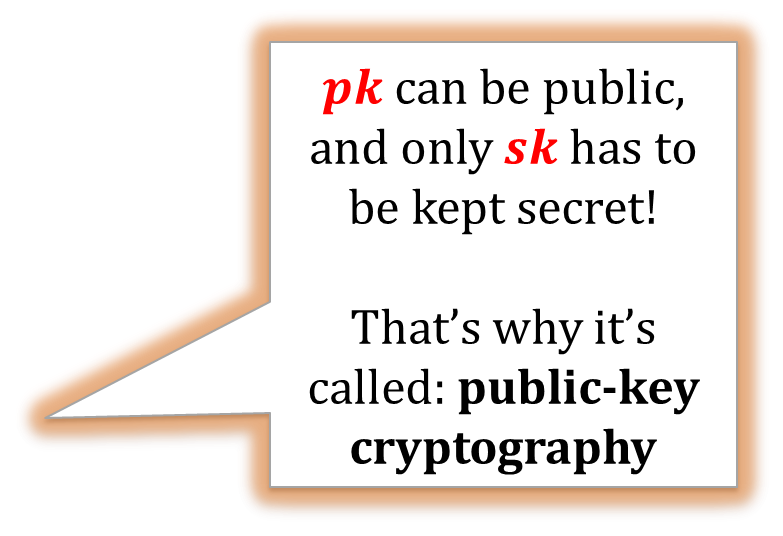 pk can be public,
and only sk has to
be kept secret!
That’s why it’s
called: public-key
cryptography